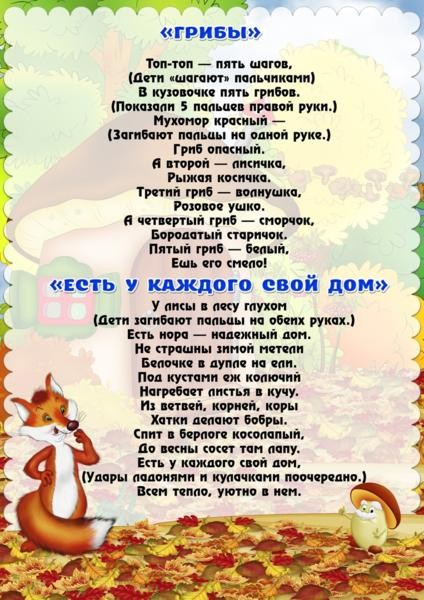 «ГРИБЫ»
Топ-топ — пять шагов,
(Дети «шагают» пальчиками)
В кузовочке пять грибов.
(Показали 5 пальцев правой руки.)
Мухомор красный —
(Загибают пальцы на одной руке.)
Гриб опасный.
А второй — лисичка,
Рыжая косичка.
Третий гриб — волнушка,
Розовое ушко.
А четвертый гриб — сморчок,
Бородатый старичок.
Пятый гриб — белый,
Ешь его смело!
«ЕСТЬ У КАЖДОГО СВОЙ ДОМ»
У лисы в лесу глухом
(Дети загибают пальцы на обеих руках.)
Есть нора — надежный дом.
Не страшны зимой метели
Белочке в дупле на ели.
Под кустами еж колючий
Нагребает листья в кучу.
Из ветвей, корней, коры
Хатки делают бобры.
Спит в берлоге косолапый,
До весны сосет там лапу.
Есть у каждого свой дом,
(Удары ладонями и кулачками поочередно.)
Всем тепло, уютно в нем.